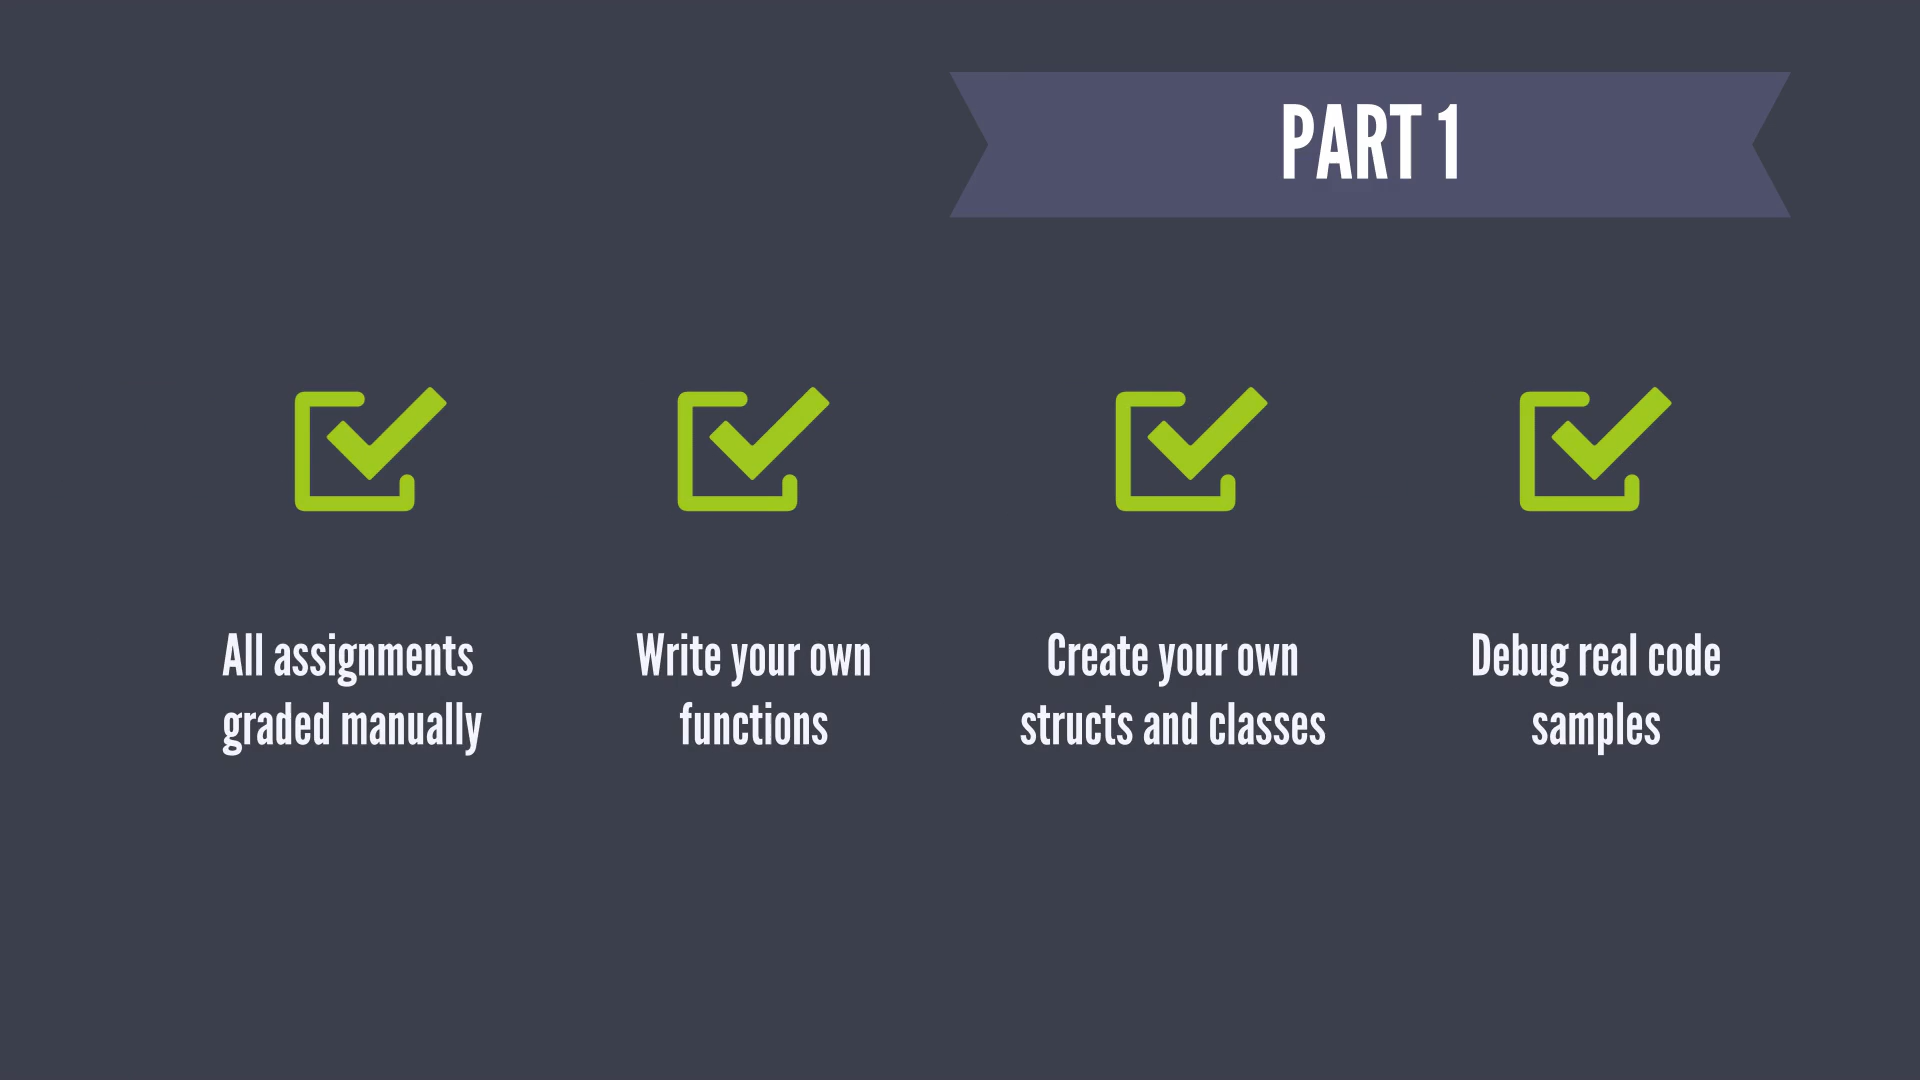 PART 1
All assignments
graded manually
Write your own
functions
Create your own
structs and classes
Debug real code
samples